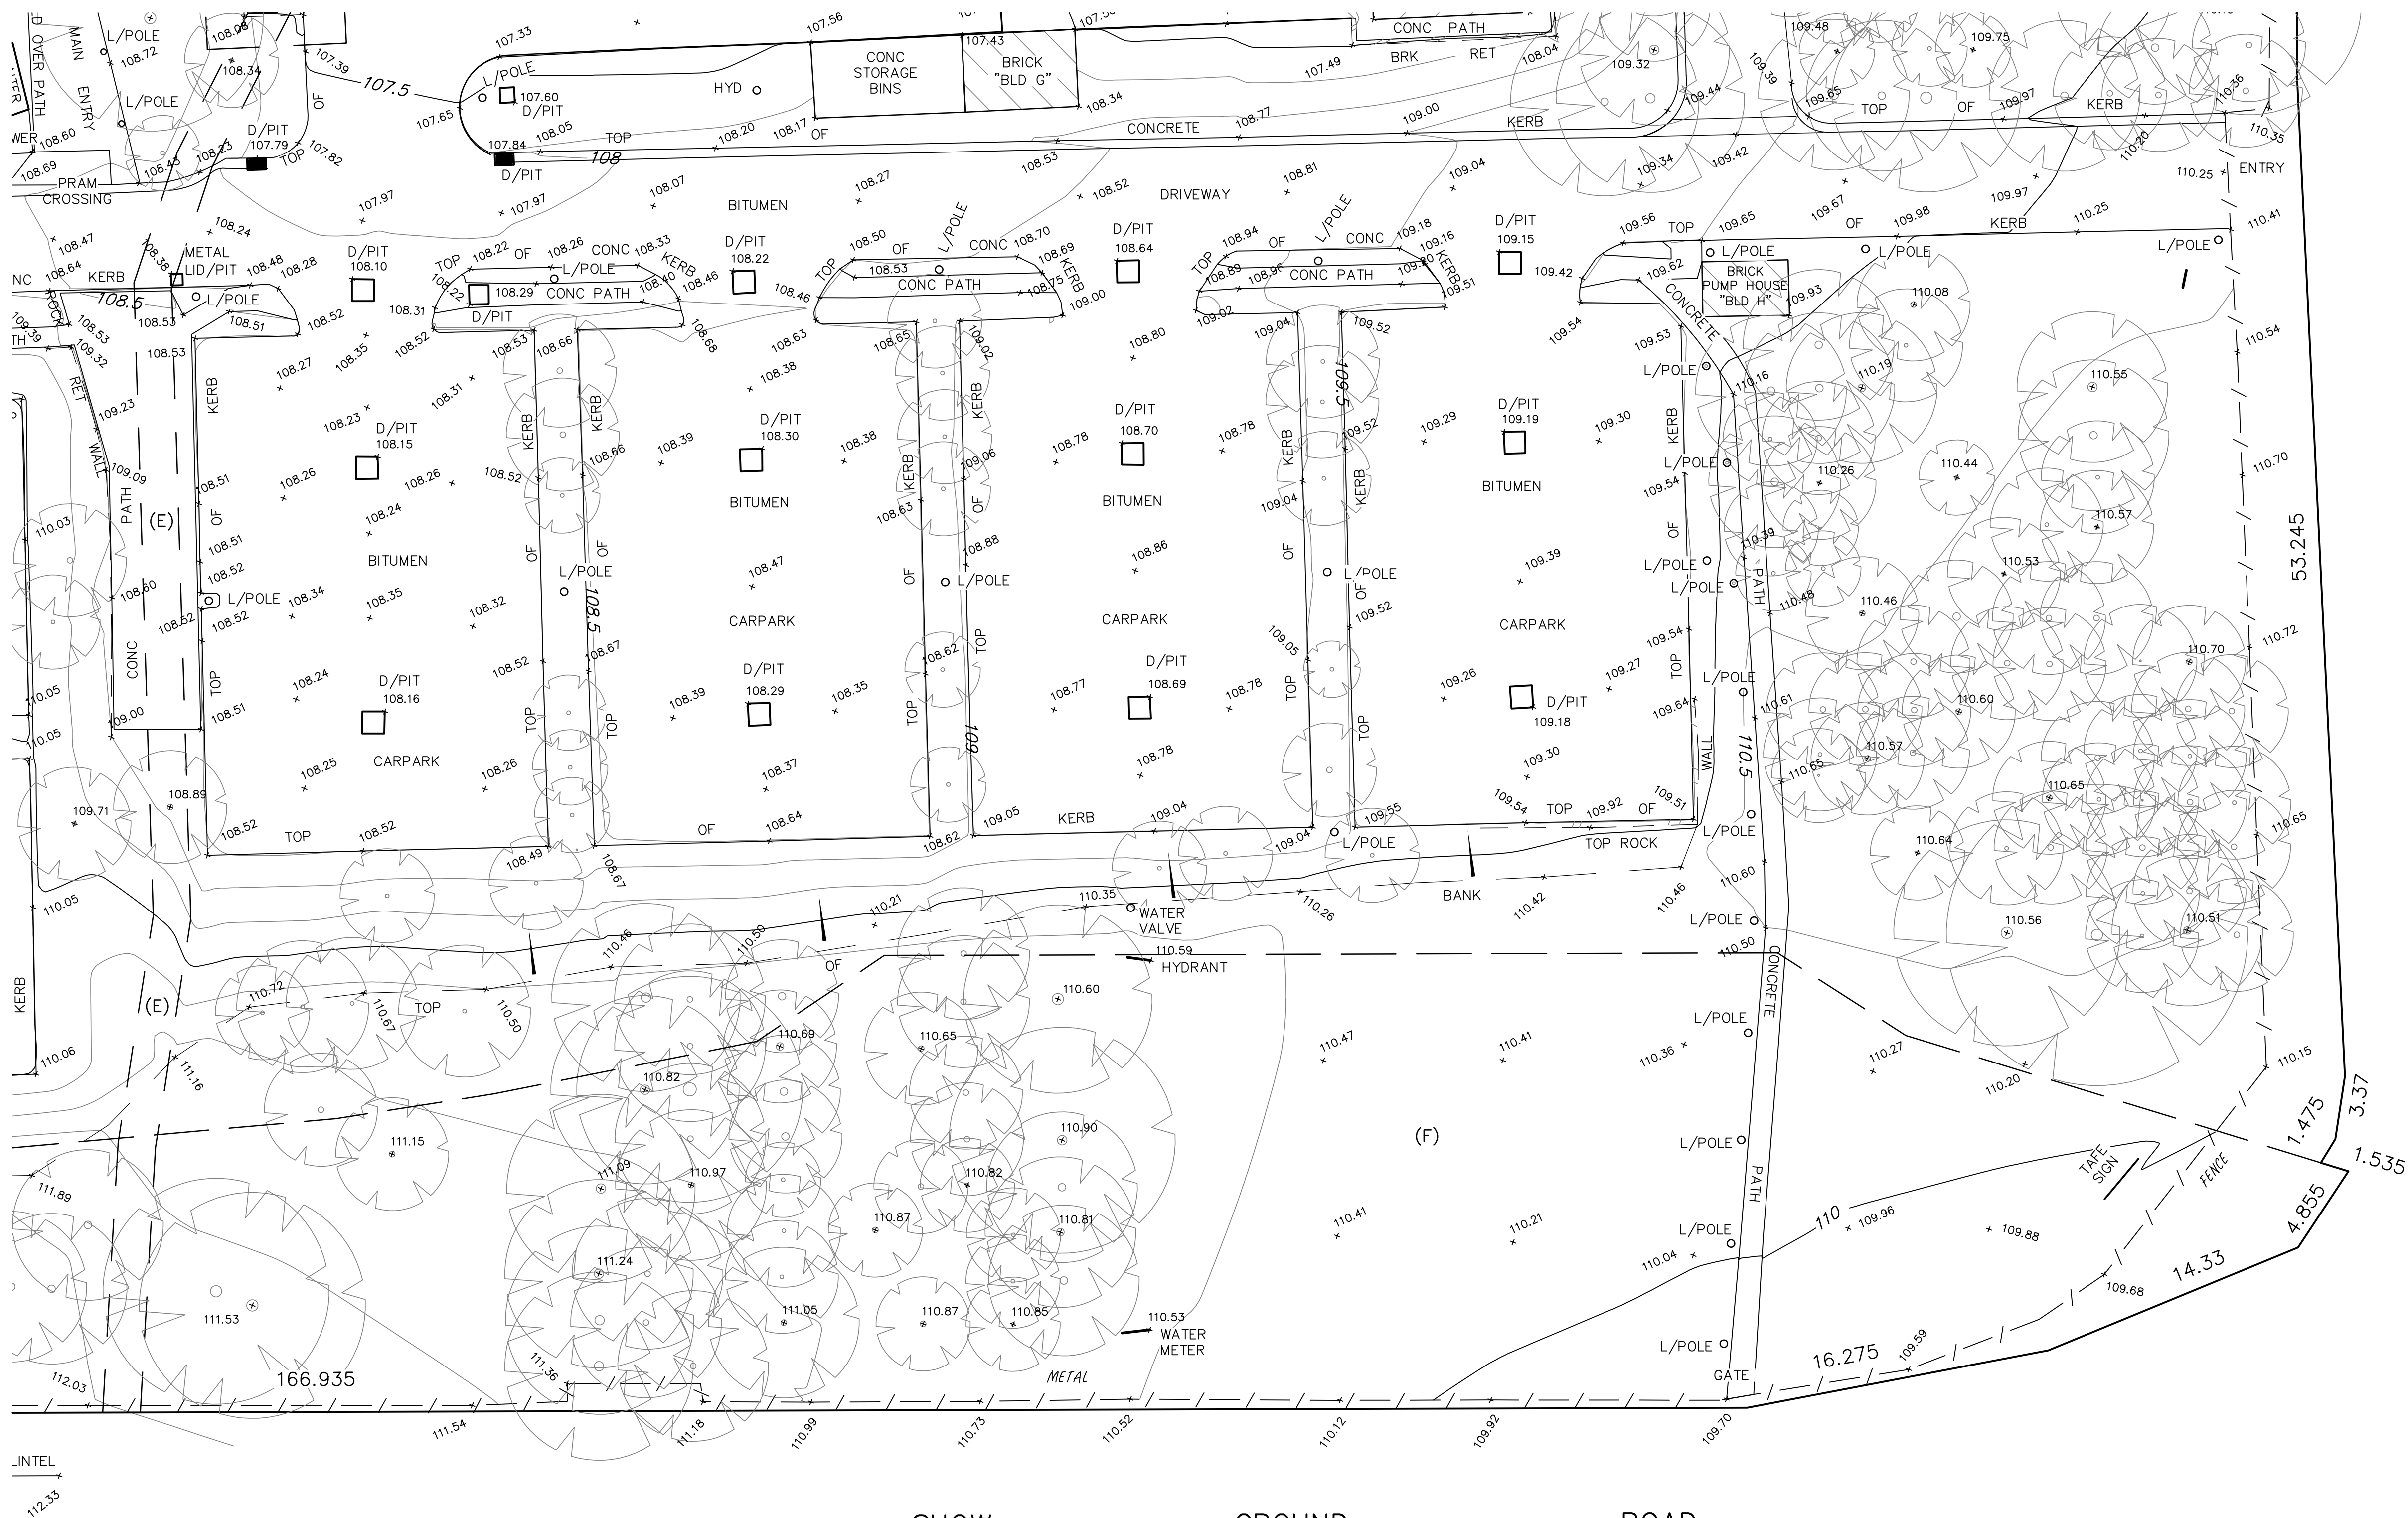 L/POLE
108.72
MAIN
ENTRY
OVER PATH
108.08
108.34
107.39
107.5
107.33
107.56
107.43
CONC
STORAGE
BINS
BRICK
"BLD G"
CONC PATH
BRK RET
107.49
108.04
109.32
109.48
109.75
109.39
110.36
L/POLE
107.60
D/PIT
107.65
HYD
108.34
109.44
109.65
TOP OF KERB
109.97
110.35
L/POLE
OF
D/PIT
107.79
TOP
107.82
108.60
108.69
108.43
108.23
PRAM
CROSSING
107.84
D/PIT
108.05
TOP OF CONCRETE KERB
108
108.20
108.17
108.77
109.00
108.53
109.04
109.34
109.42
110.20
110.25
ENTRY
107.97
107.97
108.07
108.27
108.52
108.81
BITUMEN
DRIVEWAY
109.67
109.97
108.47
108.24
METAL
LID/PIT
108.38
108.48
108.28
108.64
KERB
108.5
L/POLE
108.53
108.51
108.52
D/PIT
108.10
TOP OF CONC KERB
108.22
108.26
108.33
108.22
L/POLE
108.29
D/PIT
CONC PATH
108.40
108.46
108.31
D/PIT
108.22
TOP OF CONC KERB
108.50
L/POLE
108.70
108.69
108.53
CONC PATH
108.75
109.00
108.46
D/PIT
108.64
TOP OF CONC KERB
108.94
L/POLE
109.18
109.16
108.89
CONC PATH
109.20
109.51
109.02
D/PIT
109.15
109.42
109.56
TOP OF KERB
109.65
109.98
110.25
110.41
L/POLE
L/POLE
L/POLE
109.62
BRICK
PUMP HOUSE
"BLD H"
109.93
110.08
CONCRETE
ROCK
109.39
108.53
109.32
108.53
108.27
108.35
108.52
108.53
108.66
108.68
108.63
108.65
109.02
108.80
109.04
109.52
109.54
109.53
110.54
RET
WALL
109.23
KERB
108.31
KERB
KERB
108.38
KERB
109.5
L/POLE
110.16
110.19
110.55
108.23
D/PIT
108.15
D/PIT
108.30
108.39
108.38
D/PIT
108.70
108.78
108.78
109.52
109.29
D/PIT
109.19
109.30
KERB
109.09
108.26
108.26
108.52
108.66
KERB
109.06
KERB
KERB
L/POLE
110.26
110.44
110.70
PATH
(E)
108.51
108.24
BITUMEN
BITUMEN
108.63
BITUMEN
109.04
BITUMEN
109.54
110.57
110.03
OF
108.51
BITUMEN
OF
OF
OF
108.88
108.86
OF
OF
110.39
53.245
108.52
108.47
L/POLE
L/POLE
L/POLE
109.39
L/POLE
L/POLE
PATH
110.53
108.60
L/POLE
108.34
108.35
108.32
108.5
OF
OF
110.48
110.46
108.52
108.52
CARPARK
CARPARK
109.52
CARPARK
109.54
110.72
CONC
108.52
108.67
108.62
TOP
109.05
109.27
TOP
110.70
110.05
TOP
108.24
D/PIT
108.16
D/PIT
108.29
108.39
108.35
D/PIT
108.69
108.77
108.78
TOP
109.26
D/PIT
109.18
109.64
L/POLE
110.61
110.60
109.00
108.51
TOP
TOP
TOP
109
TOP
WALL
110.5
110.57
110.05
108.25
CARPARK
108.26
108.37
108.78
109.30
110.65
110.65
109.71
108.89
108.52
TOP
108.52
108.49
108.67
OF
108.64
108.62
109.05
KERB
109.04
109.04
109.55
L/POLE
109.54
TOP OF
109.92
109.51
L/POLE
110.64
110.65
TOP ROCK
110.05
110.21
110.35
WATER
VALVE
110.26
BANK
110.42
110.46
110.60
L/POLE
110.56
110.51
110.46
110.50
OF
110.59
HYDRANT
110.50
CONCRETE
KERB
(E)
110.72
110.67
TOP
110.50
110.60
110.69
110.65
110.47
110.41
110.36
L/POLE
110.27
110.20
110.15
110.06
111.16
110.82
3.37
1.475
111.15
110.90
(F)
L/POLE
TAFE
SIGN
FENCE
1.535
111.89
111.09
110.97
110.82
PATH
4.855
110.87
110.81
110.41
110.21
L/POLE
110
109.96
109.88
111.24
110.04
14.33
109.68
111.53
111.05
110.87
110.85
110.53
WATER
METER
L/POLE
16.275
109.59
112.03
166.935
111.36
METAL
GATE
111.54
111.18
110.99
110.73
110.52
110.12
109.92
109.70
LINTEL
112.33
SHOW GROUND ROAD